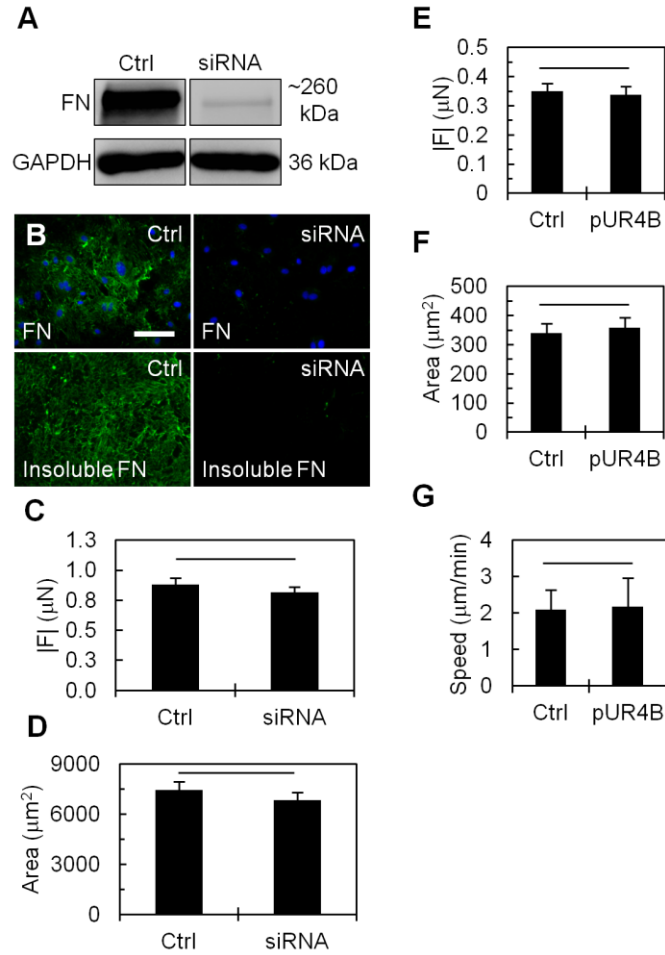 A
Ctrl siRNA
FN ~260 kDa
GAPDH 36 kDa
B
Ctrl siRNA
FN FN
Ctrl siRNA
Insoluble FN Insoluble FN
C
|F| (μN)
1.3
1.0
0.8
0.5
0.3
0.0
Ctrl siRNA
D
Area (μm²)
9000
6000
3000
0
Ctrl siRNA
E
|F| (μN)
0.5
0.4
0.3
0.2
0.1
0
Ctrl pUR4B
F
Area (μm²)
500
400
300
200
100
0
Ctrl pUR4B
G
Speed (μm/min)
4
3
2
1
0
Ctrl pUR4B